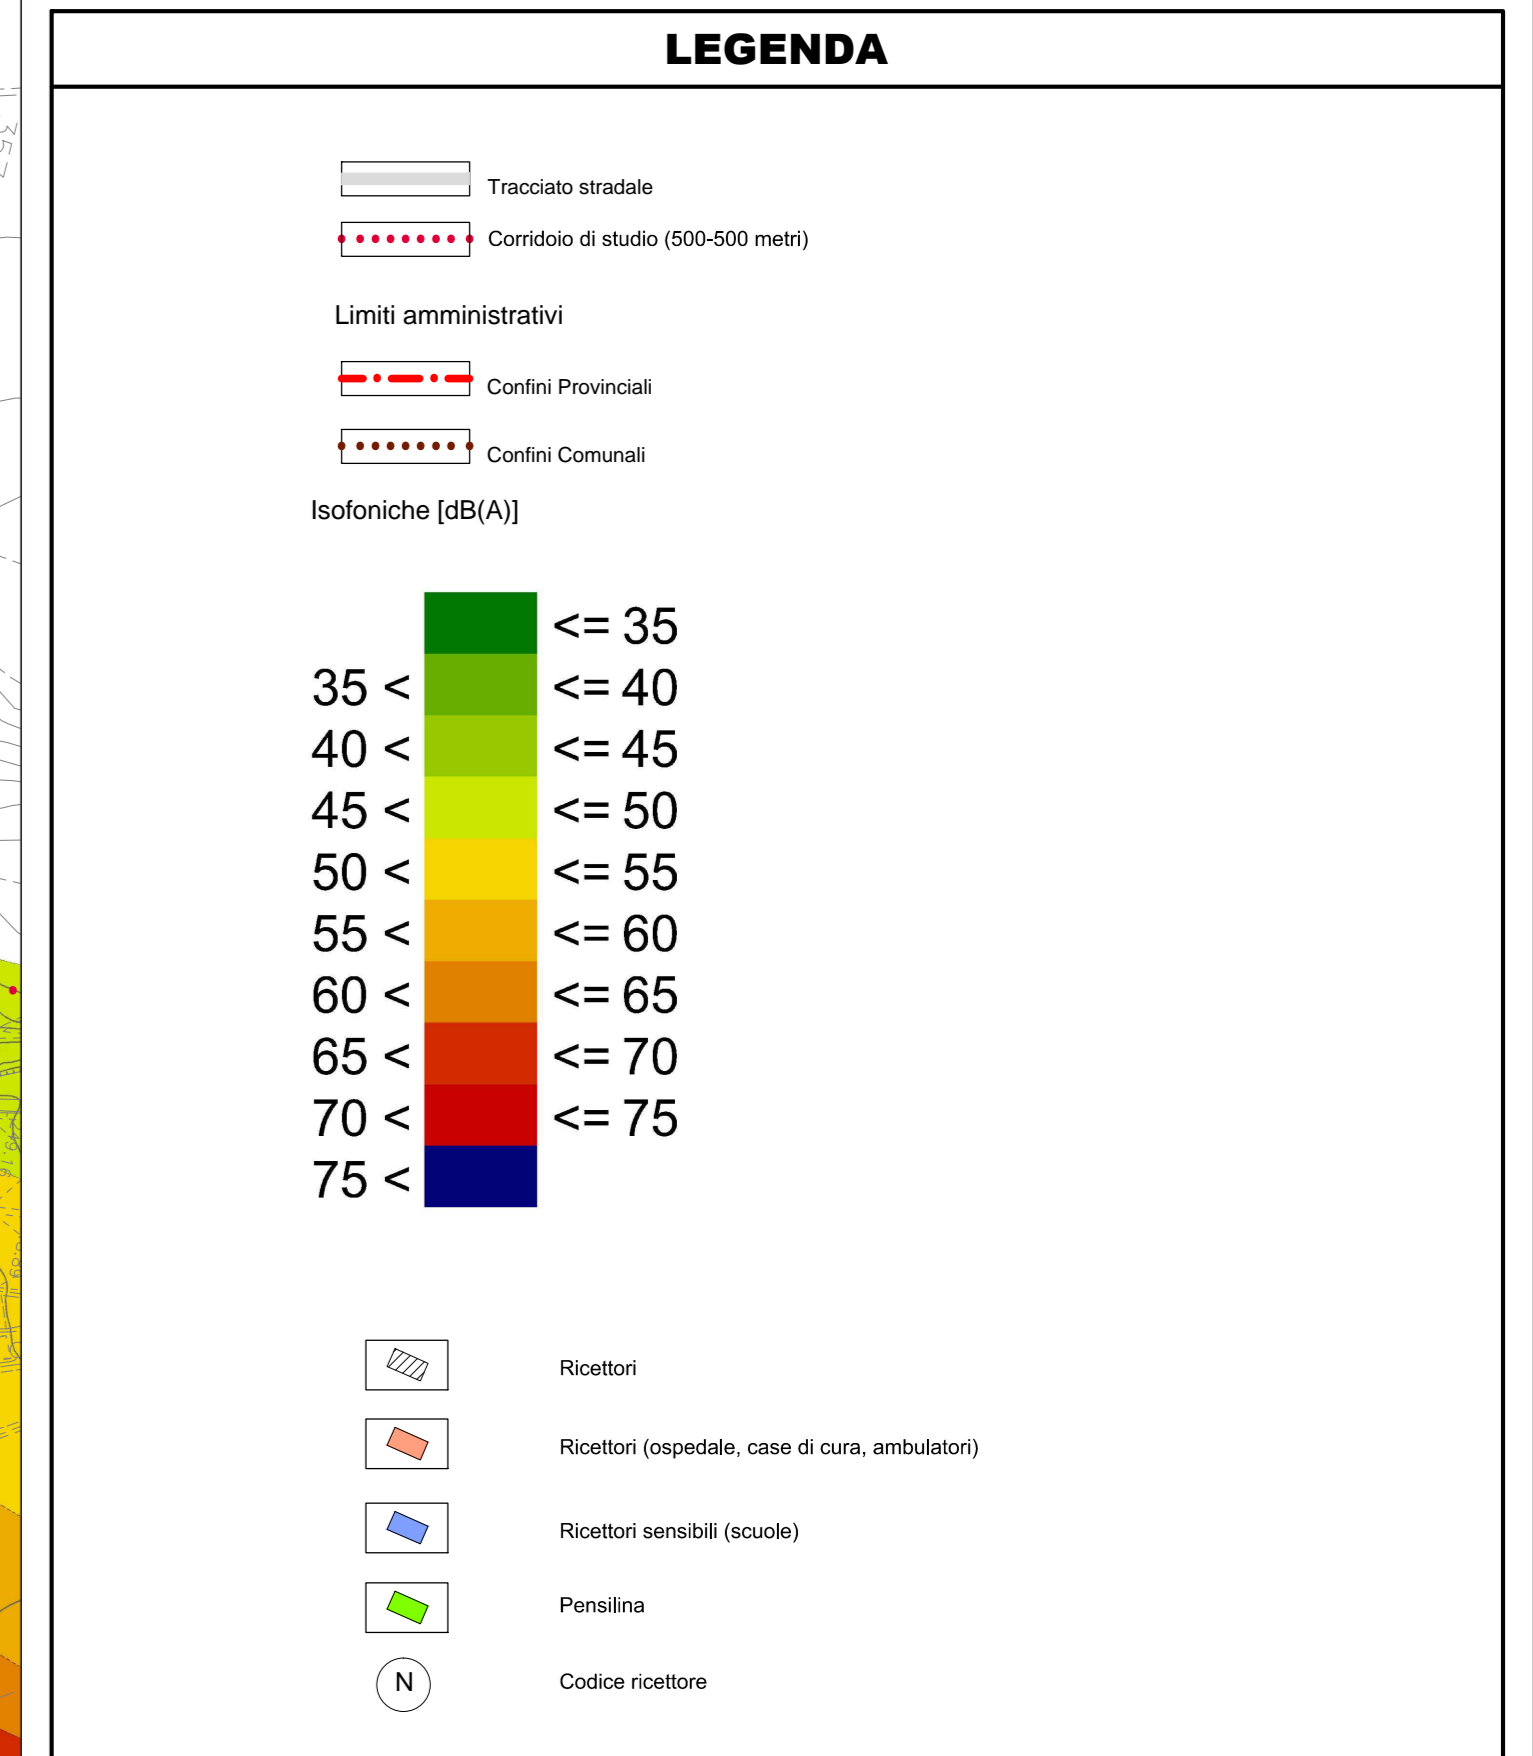 LEGENDA
357
Tracciato stradale
Corridoio di studio (500-500 metri)
Limiti amministrativi
Confini Provinciali
Confini Comunali
Isofoniche [dB(A)]
<= 35
35 < <= 40
40 < <= 45
45 < <= 50
50 < <= 55
55 < <= 60
60 < <= 65
65 < <= 70
70 < <= 75
75 <
Ricettori
Ricettori (ospedale, case di cura, ambulatori)
Ricettori sensibili (scuole)
Pensilina
N Codice ricettore